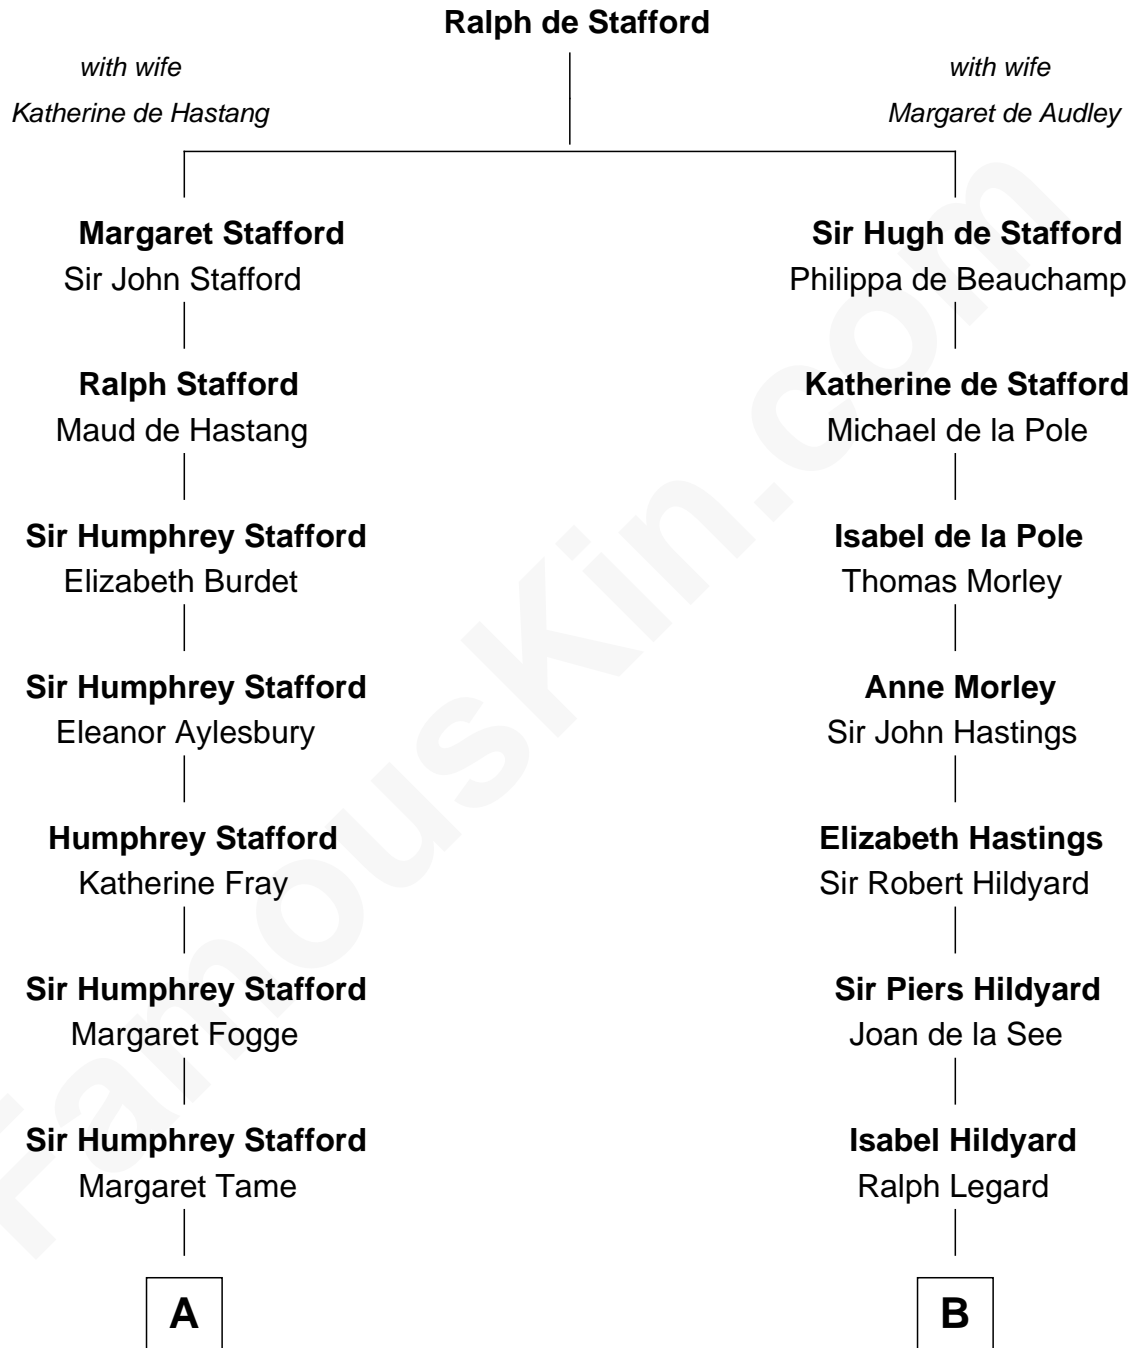 Ralph de Stafford
with wife
Katherine de Hastang
with wife
Margaret de Audley
Margaret Stafford
Sir John Stafford
Sir Hugh de Stafford
Philippa de Beauchamp
Ralph Stafford
Maud de Hastang
Katherine de Stafford
Michael de la Pole
Sir Humphrey Stafford
Elizabeth Burdet
Isabel de la Pole
Thomas Morley
Sir Humphrey Stafford
Eleanor Aylesbury
Anne Morley
Sir John Hastings
Humphrey Stafford
Katherine Fray
Elizabeth Hastings
Sir Robert Hildyard
Sir Humphrey Stafford
Margaret Fogge
Sir Piers Hildyard
Joan de la See
Sir Humphrey Stafford
Margaret Tame
Isabel Hildyard
Ralph Legard
A
B
FamousKin.com